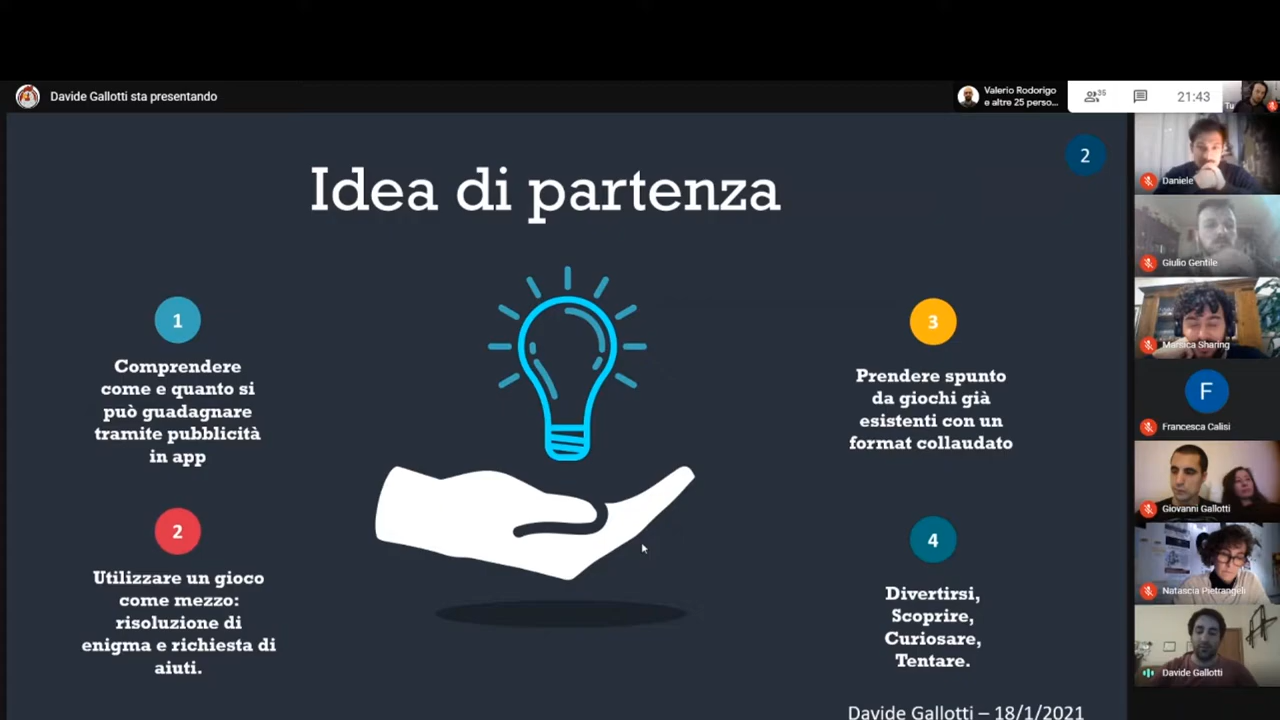 Davide Gallotti sta presentando
Valerio Rodorigo
e altre 25 perso...
35
21:43
Tu
2
Idea di partenza
1
Comprendere
come e quanto si
può guadagnare
tramite pubblicità
in app
2
Utilizzare un gioco
come mezzo:
risoluzione di
enigma e richiesta di
aiuti.
3
Prendere spunto
da giochi già
esistenti con un
format collaudato
4
Divertirsi,
Scoprire,
Curiosare,
Tentare.
Davide Gallotti – 18/1/2021
Daniele
Giulio Gentile
Maniaca Sharing
F
Francesca Calisi
Giovanni Gallotti
Natascia Pietrangeli
Davide Gallotti